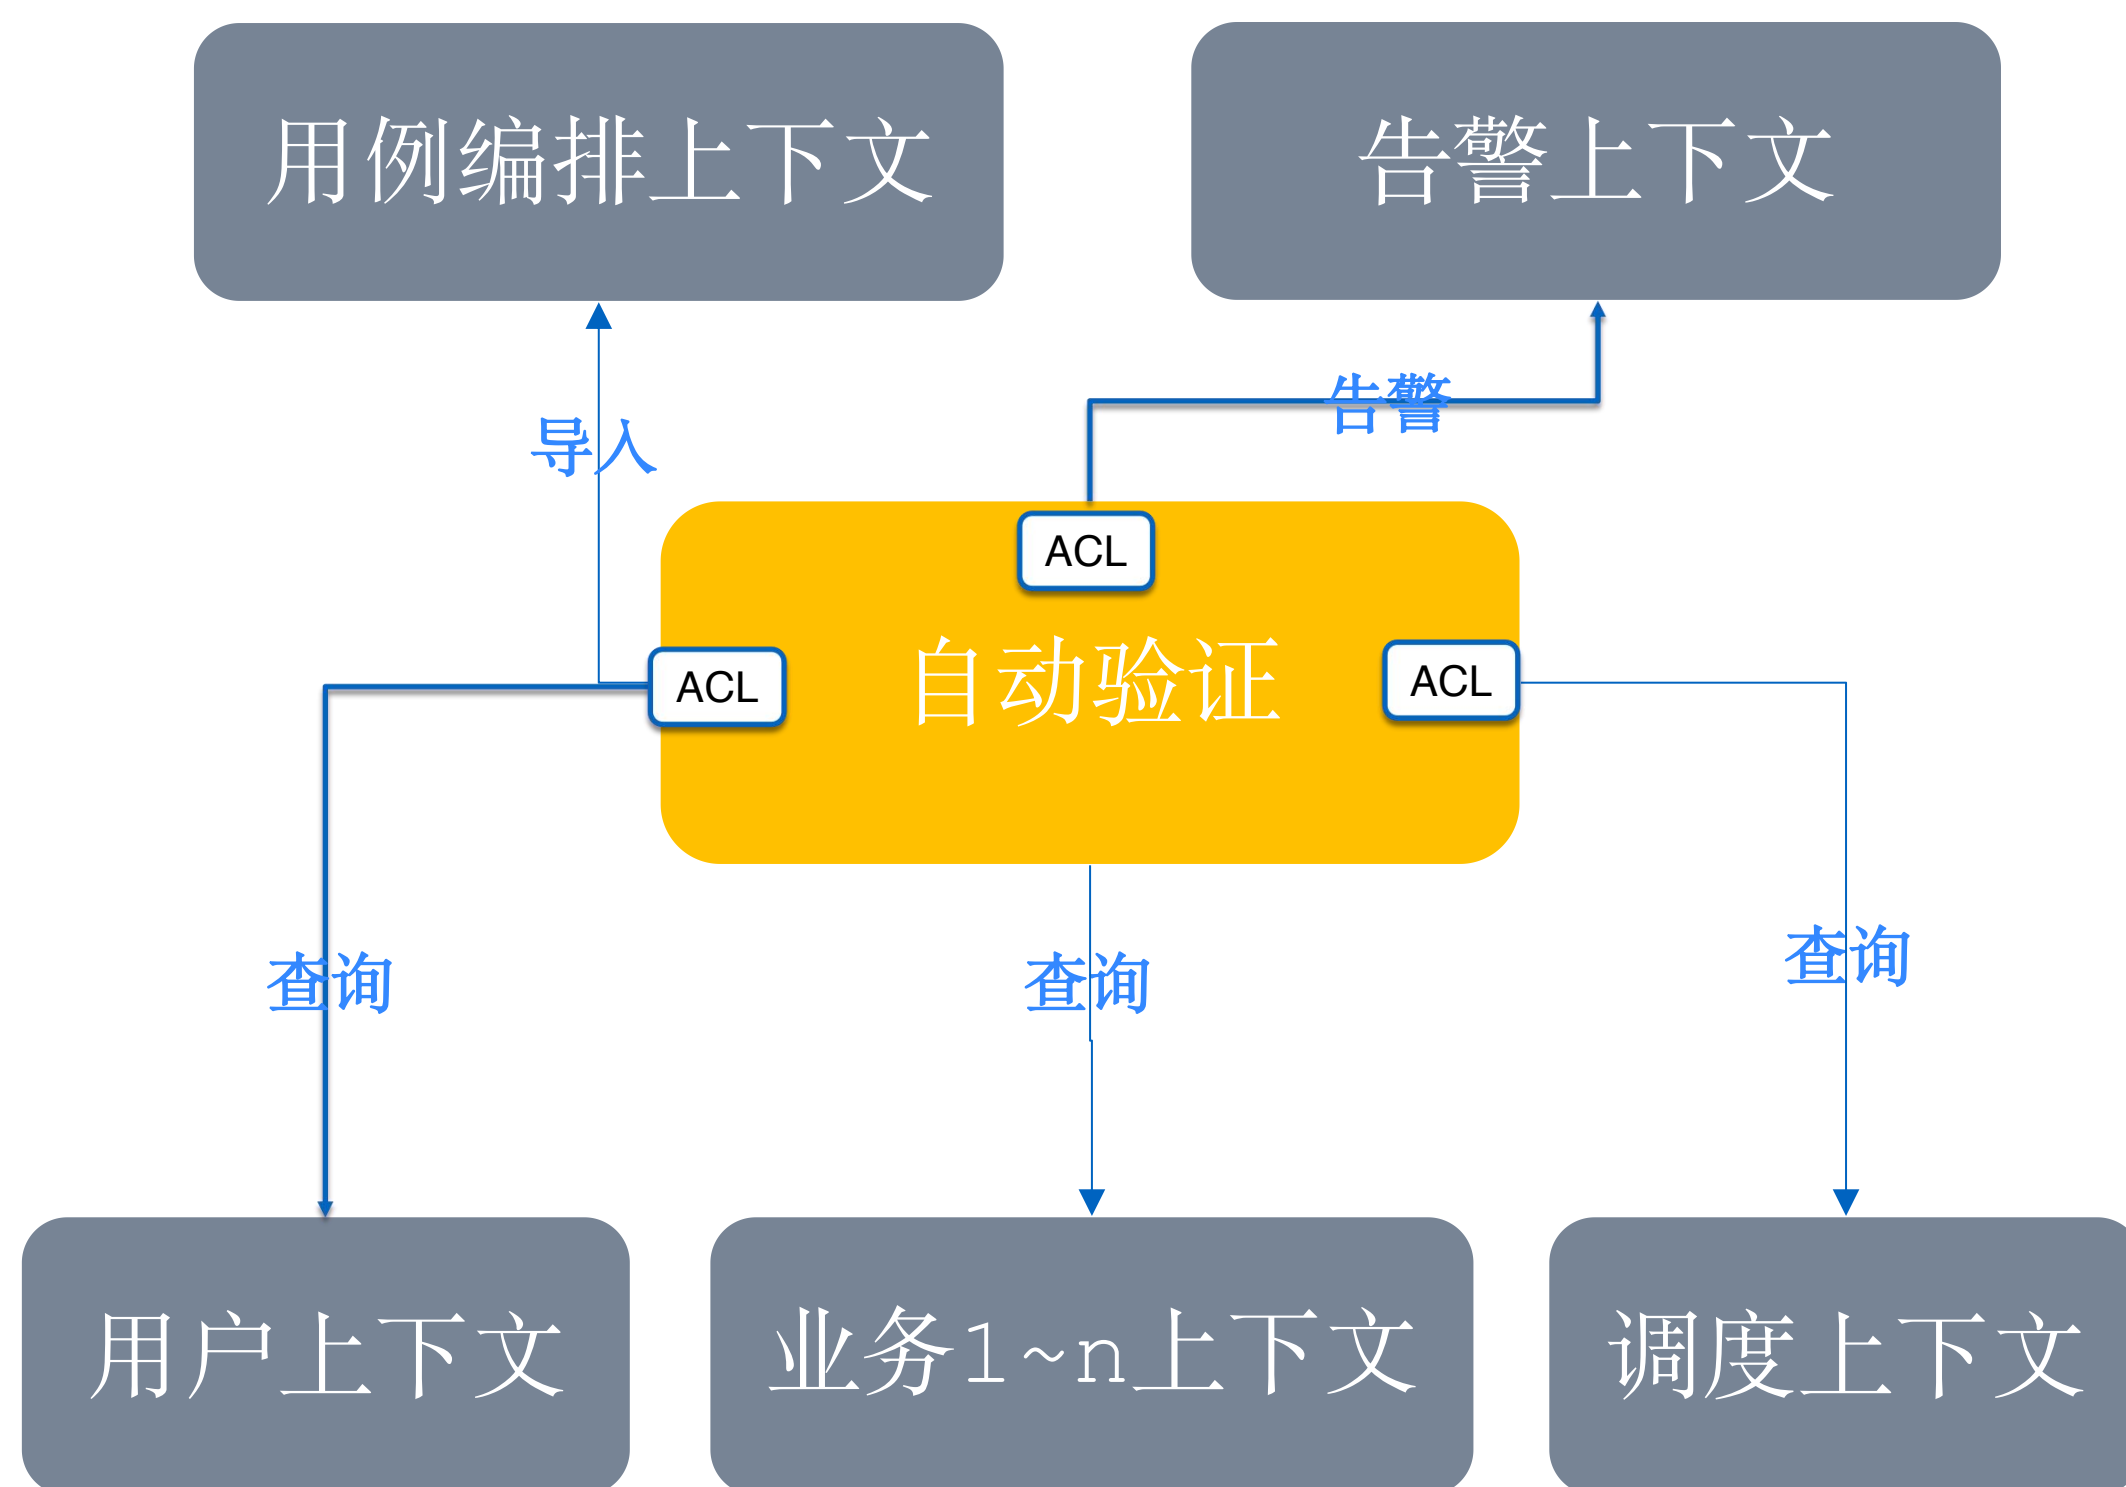 用例编排上下文
告警上下文
导入
告警
ACL
ACL
自动验证
ACL
查询
查询
查询
用户上下文
业务1~n上下文
调度上下文